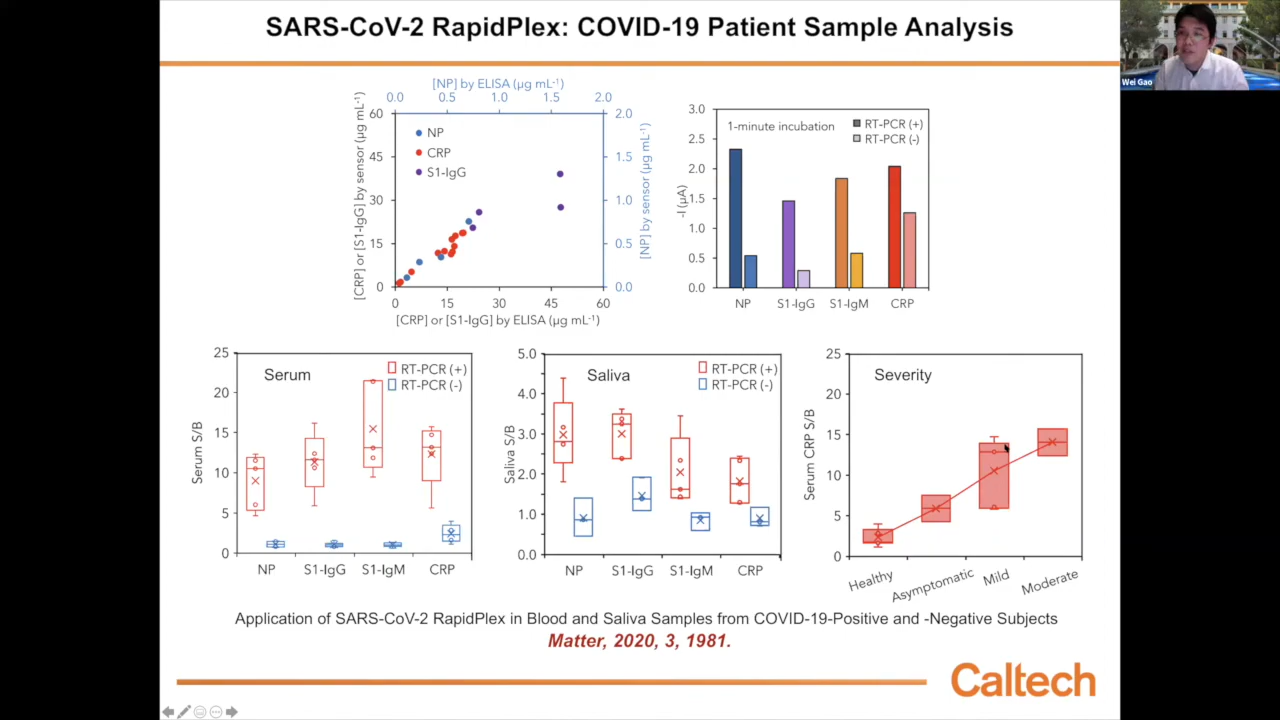 SARS-CoV-2 RapidPlex: COVID-19 Patient Sample Analysis
Wei Gao
[NP] by ELISA (µg mL-1)
0.0 0.5 1.0 1.5 2.0
[CRP] or [S1-IgG] by sensor (µg mL-1)
60
45
30
15
0
NP
CRP
S1-IgG
2.0
1.5
1.0
0.5
0.0
[NP] by sensor (µg mL-1)
0 15 30 45 60
[CRP] or [S1-IgG] by ELISA (µg mL-1)
-I (µA)
3.0
2.5
2.0
1.5
1.0
0.5
0.0
1-minute incubation
RT-PCR (+)
RT-PCR (-)
NP S1-IgG S1-IgM CRP
Serum S/B
25
20
15
10
5
0
Serum
RT-PCR (+)
RT-PCR (-)
NP S1-IgG S1-IgM CRP
Saliva S/B
5.0
4.0
3.0
2.0
1.0
0.0
Saliva
RT-PCR (+)
RT-PCR (-)
NP S1-IgG S1-IgM CRP
Serum CRP S/B
25
20
15
10
5
0
Severity
Healthy Asymptomatic Mild Moderate
Application of SARS-CoV-2 RapidPlex in Blood and Saliva Samples from COVID-19-Positive and -Negative Subjects
Matter, 2020, 3, 1981.
Caltech